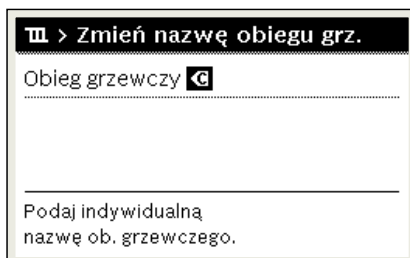 > Zmień nazwę obiegu grz.
Obieg grzewczy C
Podaj indywidualną
nazwę ob. grzewczego.